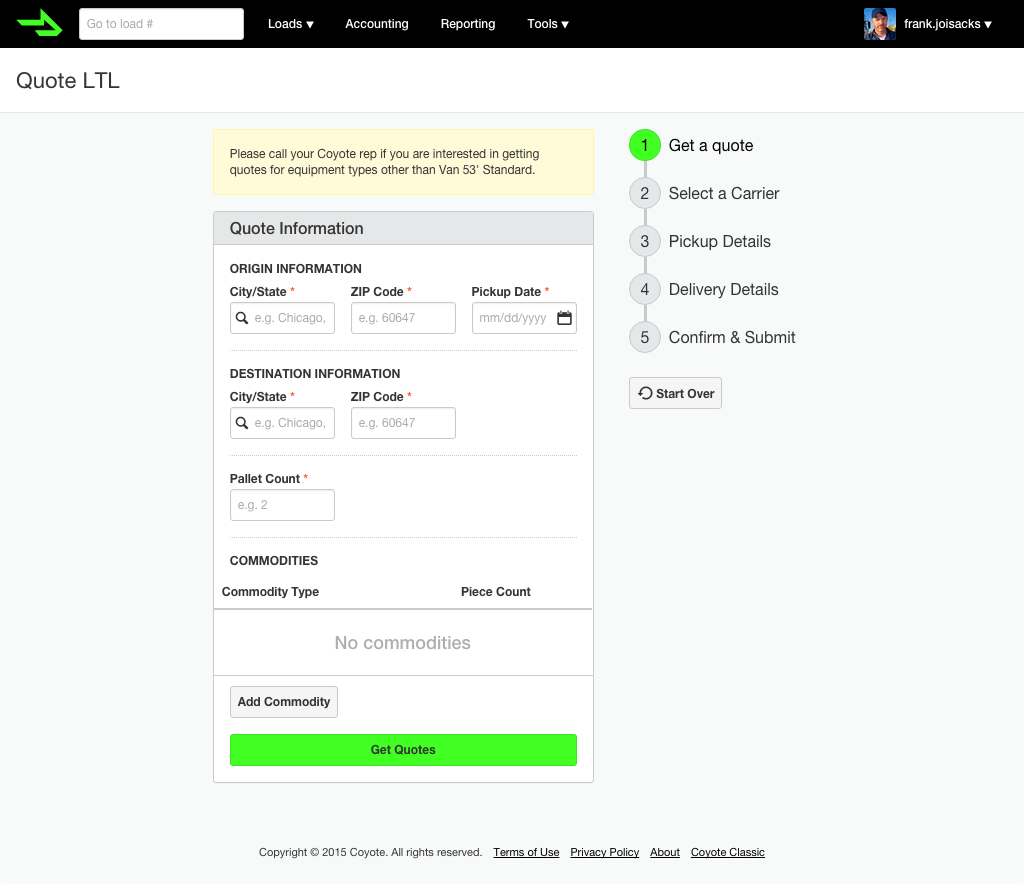 Go to load #
Loads ▼
Accounting
Reporting
Tools ▼
frank.joisacks ▼
Quote LTL
Please call your Coyote rep if you are interested in getting
quotes for equipment types other than Van 53' Standard.
Quote Information
ORIGIN INFORMATION
City/State * ZIP Code * Pickup Date *
e.g. Chicago, e.g. 60647 mm/dd/yyyy
DESTINATION INFORMATION
City/State * ZIP Code *
e.g. Chicago, e.g. 60647
Pallet Count *
e.g. 2
COMMODITIES
Commodity Type Piece Count
No commodities
Add Commodity
Get Quotes
1 Get a quote
2 Select a Carrier
3 Pickup Details
4 Delivery Details
5 Confirm & Submit
Start Over
Copyright © 2015 Coyote. All rights reserved. Terms of Use Privacy Policy About Coyote Classic